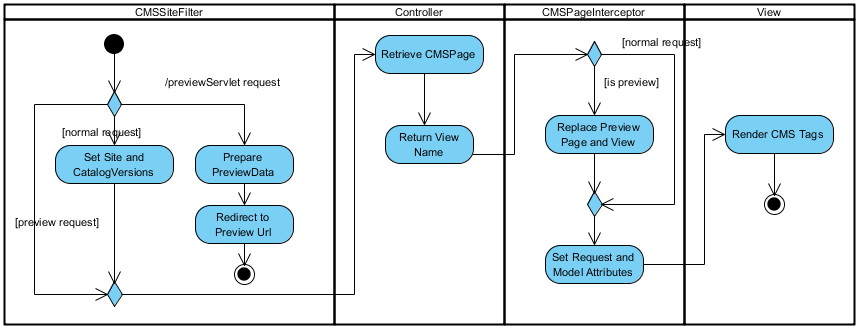 CMSSiteFilter
Controller
CMSPageInterceptor
View
/previewServlet request
[normal request]
Set Site and
CatalogVersions
Prepare
PreviewData
[preview request]
Redirect to
Preview Url
Retrieve CMSPage
Return View
Name
[normal request]
[is preview]
Replace Preview
Page and View
Set Request and
Model Attributes
Render CMS Tags